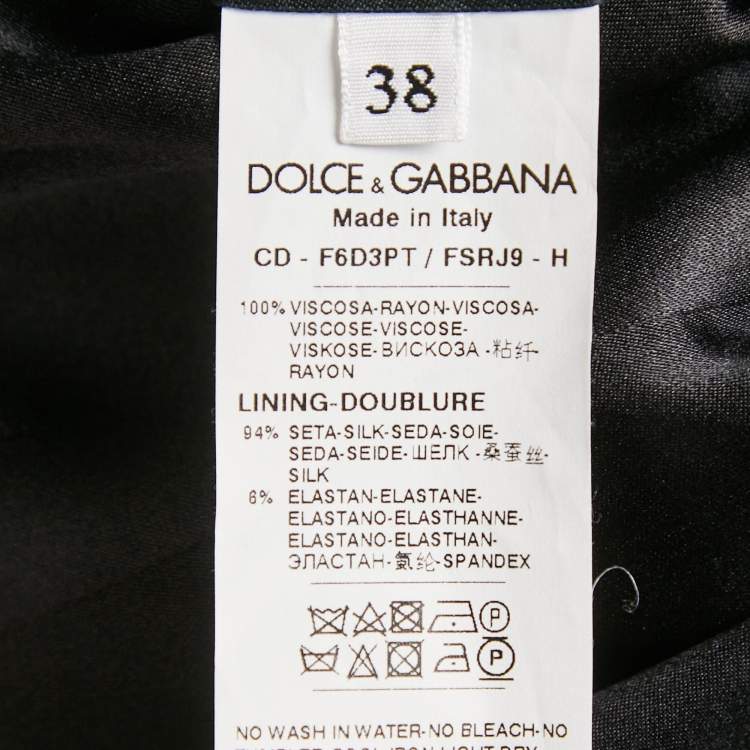 38
DOLCE & GABBANA
Made in Italy
CD - F6D3PT / FSRJ9 - H
100% VISCOSA-RAYON-VISCOSA-
VISCOSE-VISCOSE-
VISKOSE-ВИСКОЗА -粘纤-
RAYON
LINING-DOUBLURE
94% SETA-SILK-SEDA-SOIE-
SEDA-SEIDE-ШЕЛК -桑蚕丝-
SILK
6% ELASTAN-ELASTANE-
ELASTANO-ELASTHANNE-
ELASTANO-ELASTHAN-
ЭЛАСТАН-氨纶-SPANDEX
P
P
NO WASH IN WATER-NO BLEACH-NO